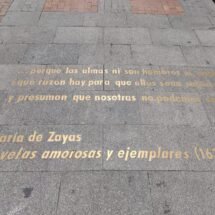 ...porque las almas ni son hombres ni
¿qué razón hay para que ellos sean sabios
y presuman que nosotras no podemos
aría de Zayas
velas amorosas y ejemplares (16